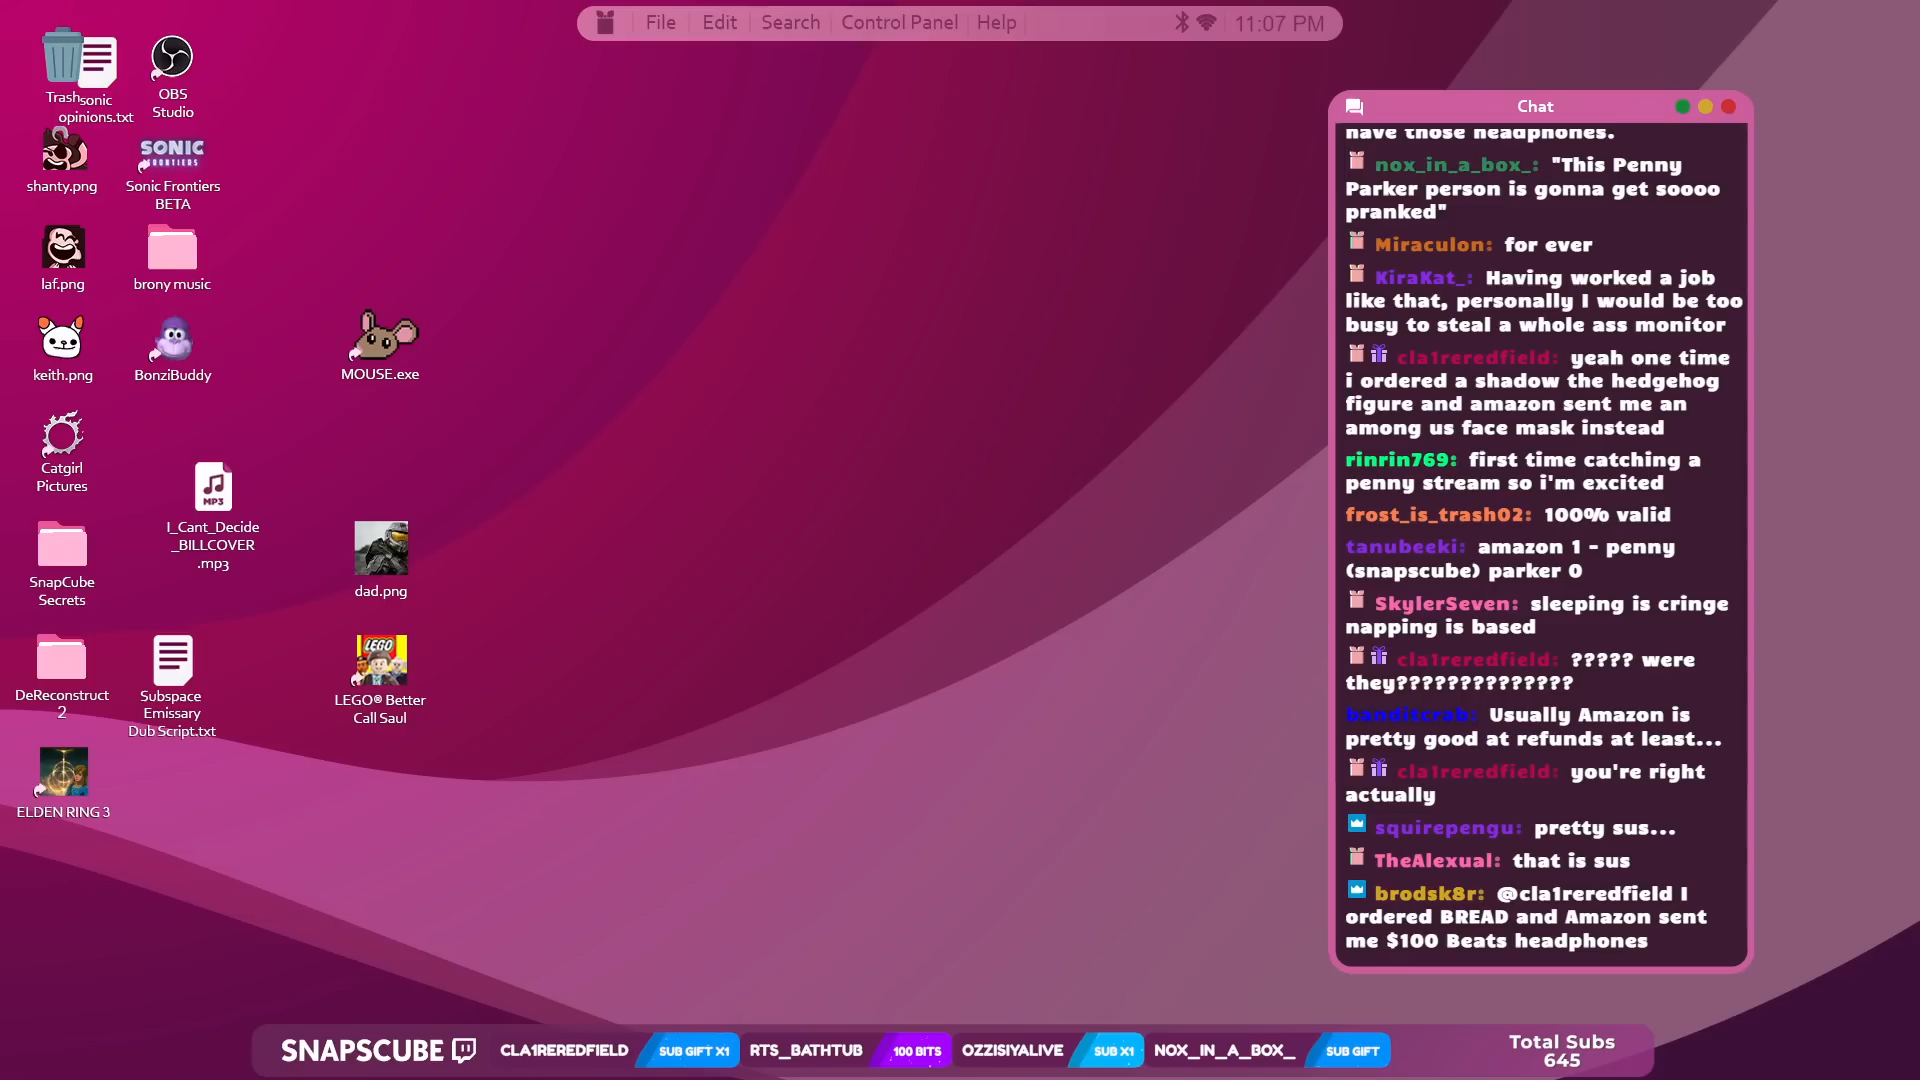 File Edit Search Control Panel Help 11:07 PM
Trash
sonic
opinions.txt
OBS
Studio
shanty.png
SONIC
FRONTIERS
Sonic Frontiers
BETA
laf.png
brony music
keith.png
BonziBuddy
MOUSE.exe
Catgirl
Pictures
MP3
I_Cant_Decide
_BILLCOVER
.mp3
SnapCube
Secrets
dad.png
DeReconstruct
2
Subspace
Emissary
Dub Script.txt
LEGO
LEGO® Better
Call Saul
ELDEN RING 3
Chat
have those headphones.
nox_in_a_box_: "This Penny
Parker person is gonna get soooo
pranked"
Miraculon: for ever
KiraKat_: Having worked a job
like that, personally I would be too
busy to steal a whole ass monitor
cla1reredfield: yeah one time
i ordered a shadow the hedgehog
figure and amazon sent me an
among us face mask instead
rinrin769: first time catching a
penny stream so i'm excited
frost_is_trash02: 100% valid
tanubeeki: amazon 1 - penny
(snapscube) parker 0
SkylerSeven: sleeping is cringe
napping is based
cla1reredfield: ????? were
they??????????????
banditcrab: Usually Amazon is
pretty good at refunds at least...
cla1reredfield: you're right
actually
squirepengu: pretty sus...
TheAlexual: that is sus
brodsk8r: @cla1reredfield I
ordered BREAD and Amazon sent
me $100 Beats headphones
SNAPSCUBE CLA1REREDFIELD SUB GIFT X1 RTS_BATHTUB 100 BITS OZZISIYALIVE SUB X1 NOX_IN_A_BOX_ SUB GIFT
Total Subs
645